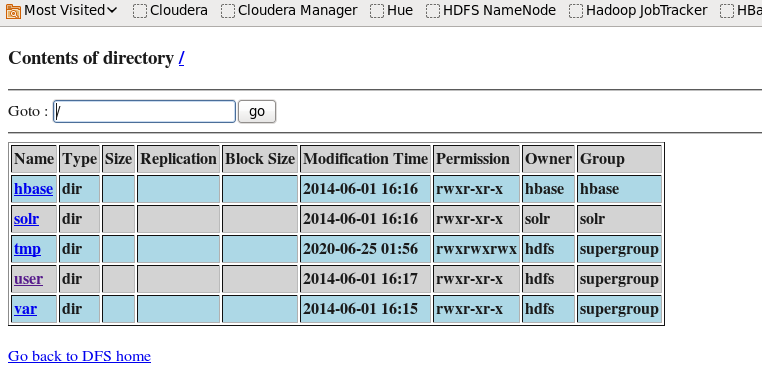 Most Visited Cloudera Cloudera Manager Hue HDFS NameNode Hadoop JobTracker HBa
Contents of directory /
Goto : / go
Name Type Size Replication Block Size Modification Time Permission Owner Group
hbase dir 2014-06-01 16:16 rwxr-xr-x hbase hbase
solr dir 2014-06-01 16:16 rwxr-xr-x solr solr
tmp dir 2020-06-25 01:56 rwxrwxrwx hdfs supergroup
user dir 2014-06-01 16:17 rwxr-xr-x hdfs supergroup
var dir 2014-06-01 16:15 rwxr-xr-x hdfs supergroup
Go back to DFS home